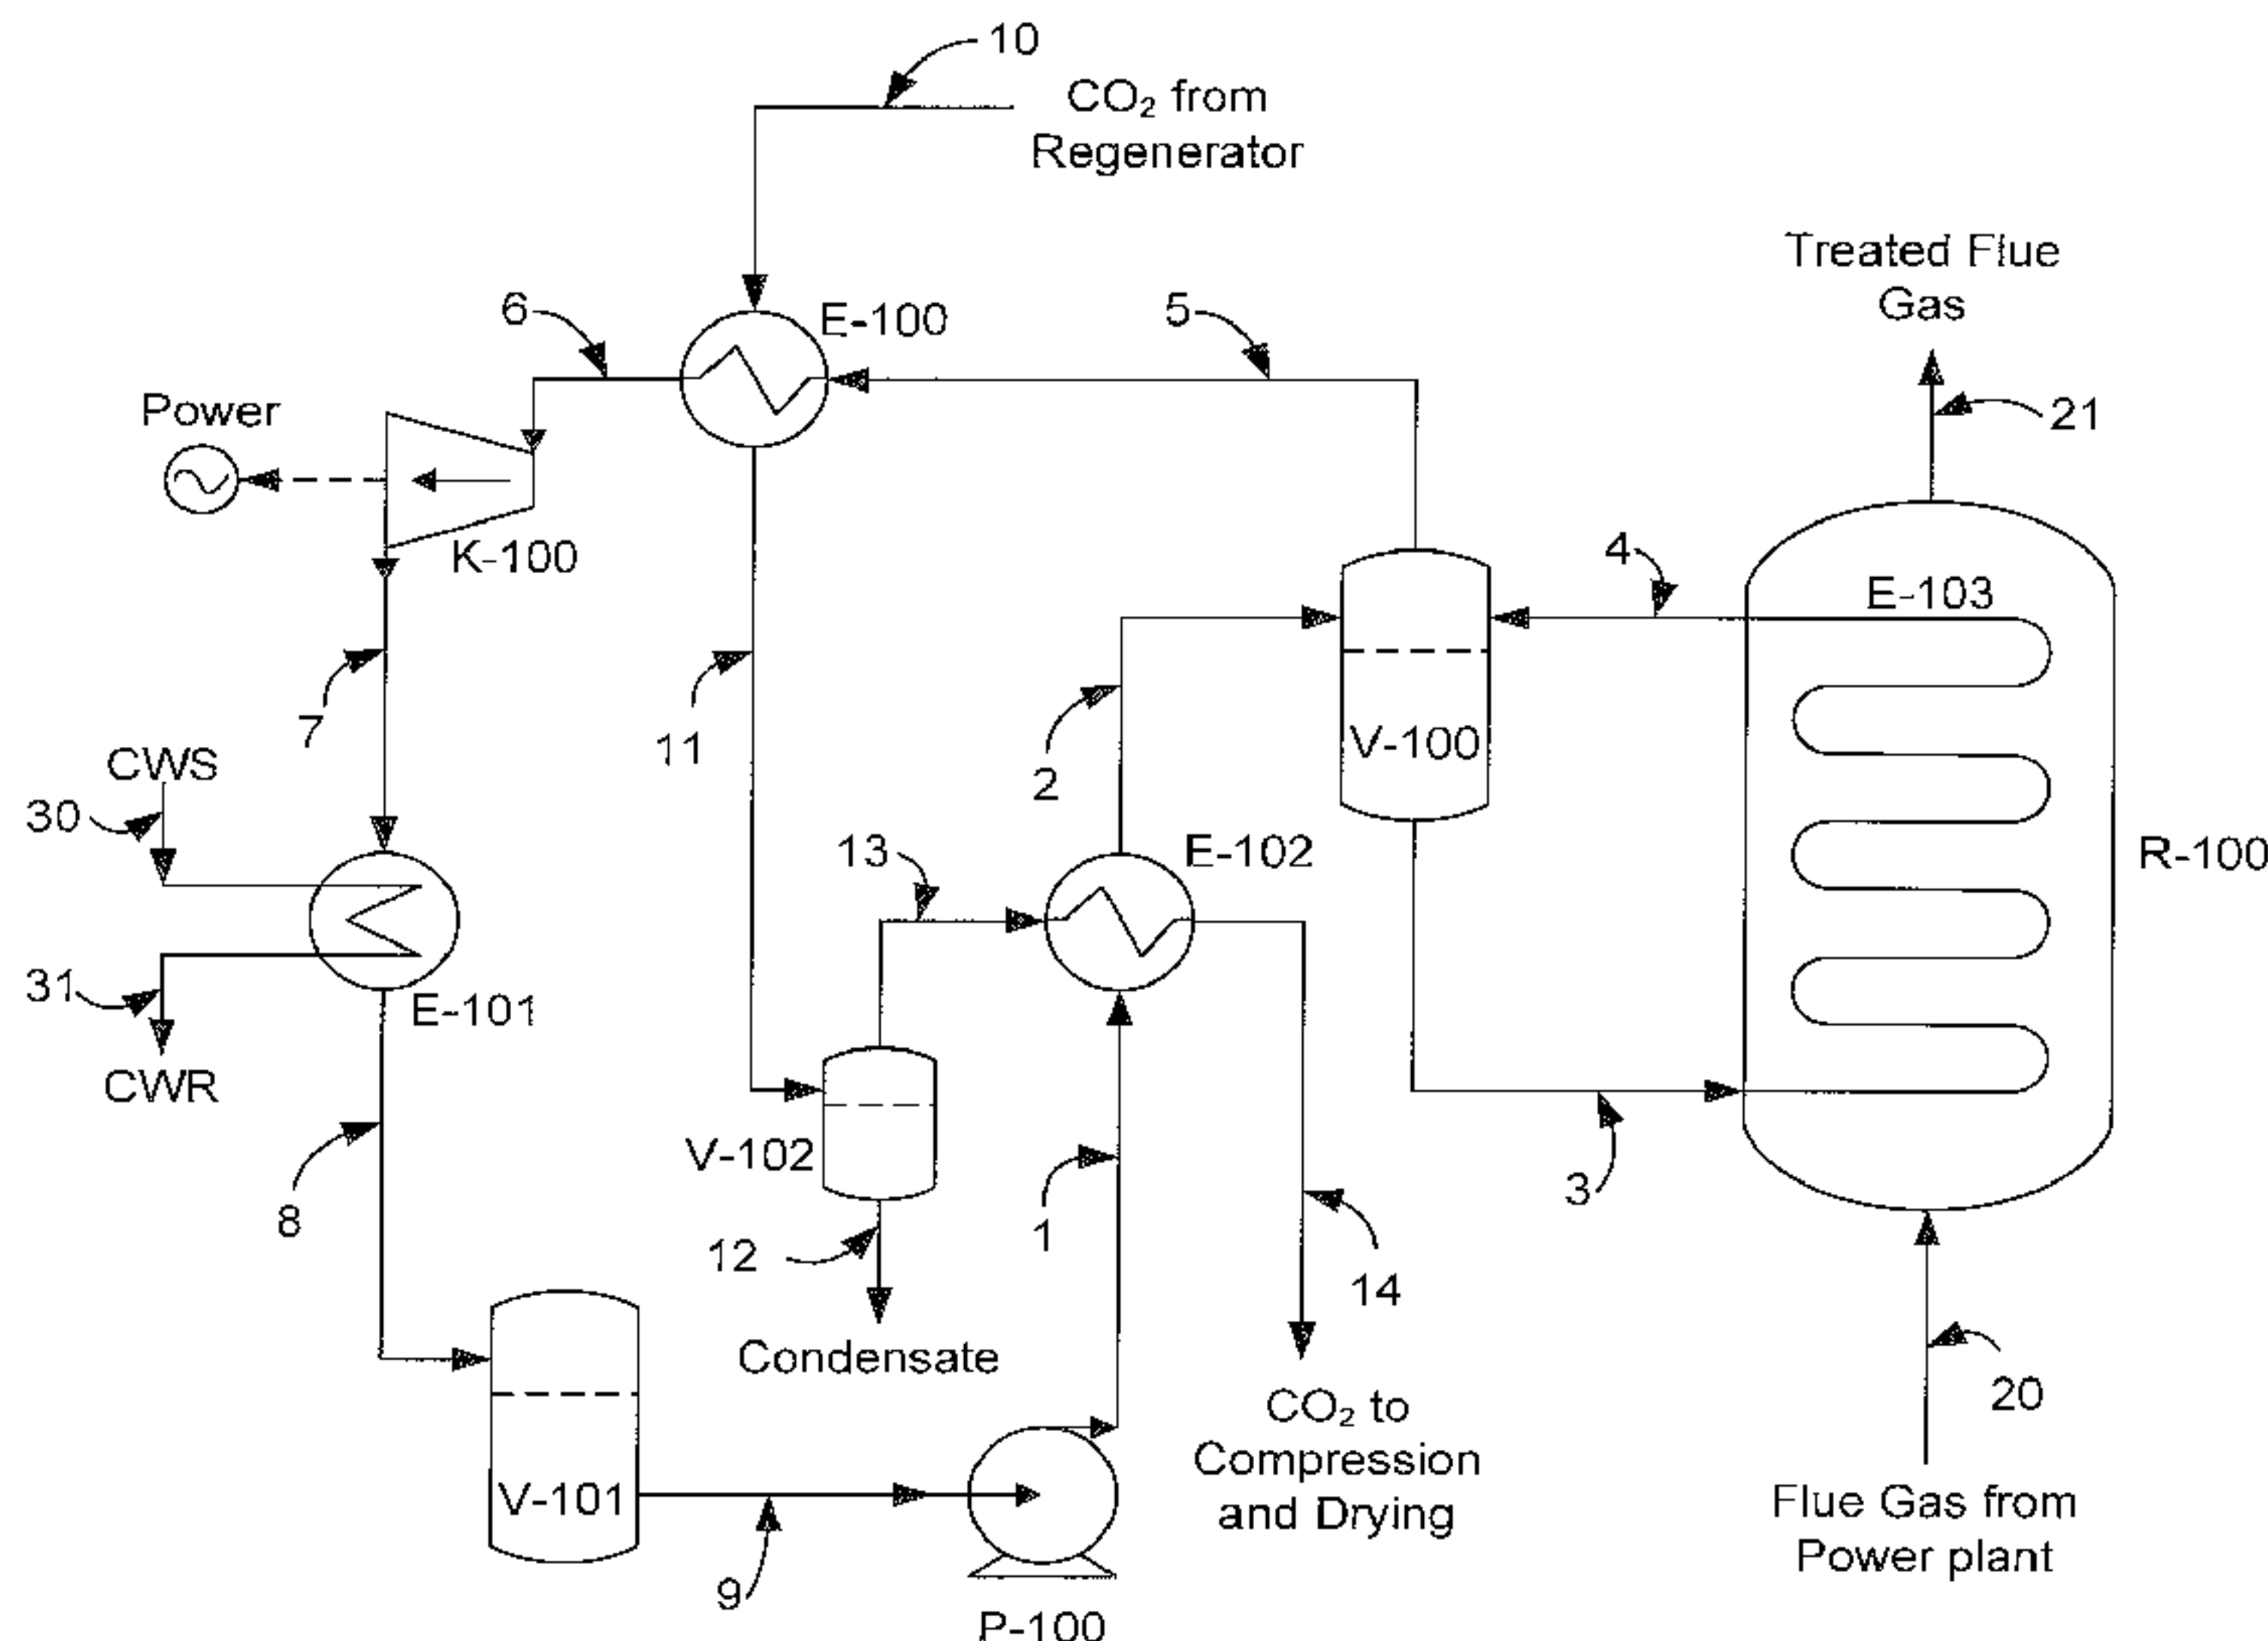 10
CO₂ from
Regenerator
Treated Flue
Gas
6
E-100
5
21
Power
K-100
4
E-103
7
11
2
V-100
CWS
30
13
E-102
R-100
31
E-101
CWR
V-102
1
3
8
12
14
Condensate
20
CO₂ to
Compression
and Drying
V-101
Flue Gas from
Power plant
9
P-100